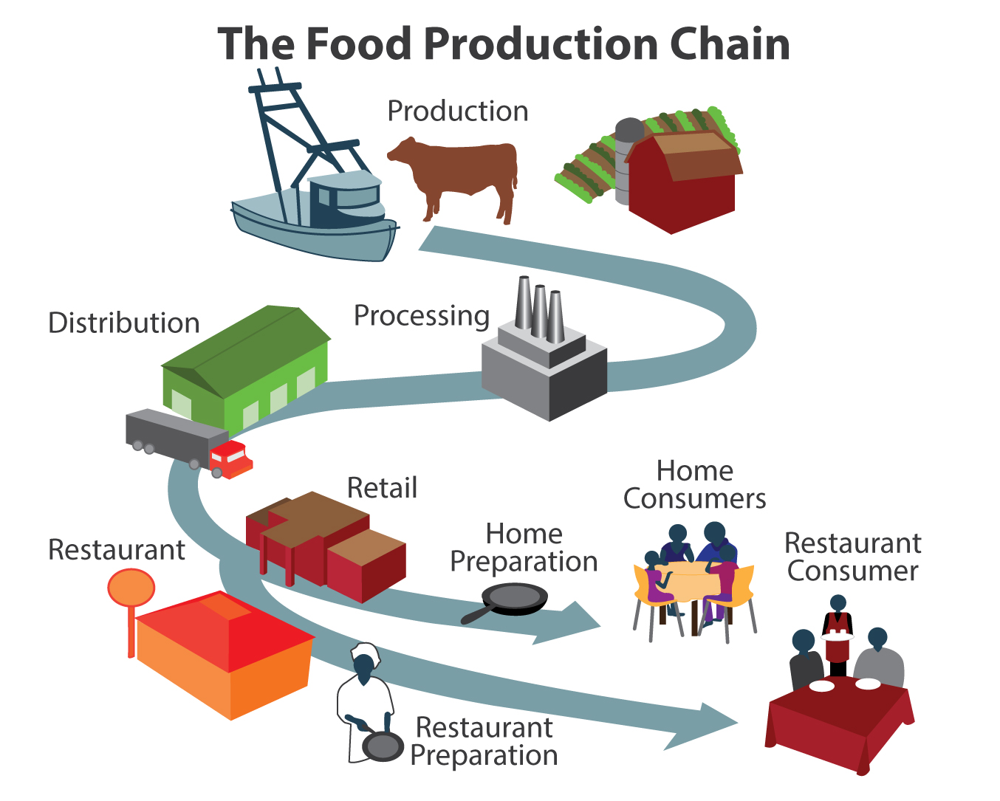 The Food Production Chain
Production
Processing
Distribution
Retail
Restaurant
Home
Preparation
Home
Consumers
Restaurant
Consumer
Restaurant
Preparation